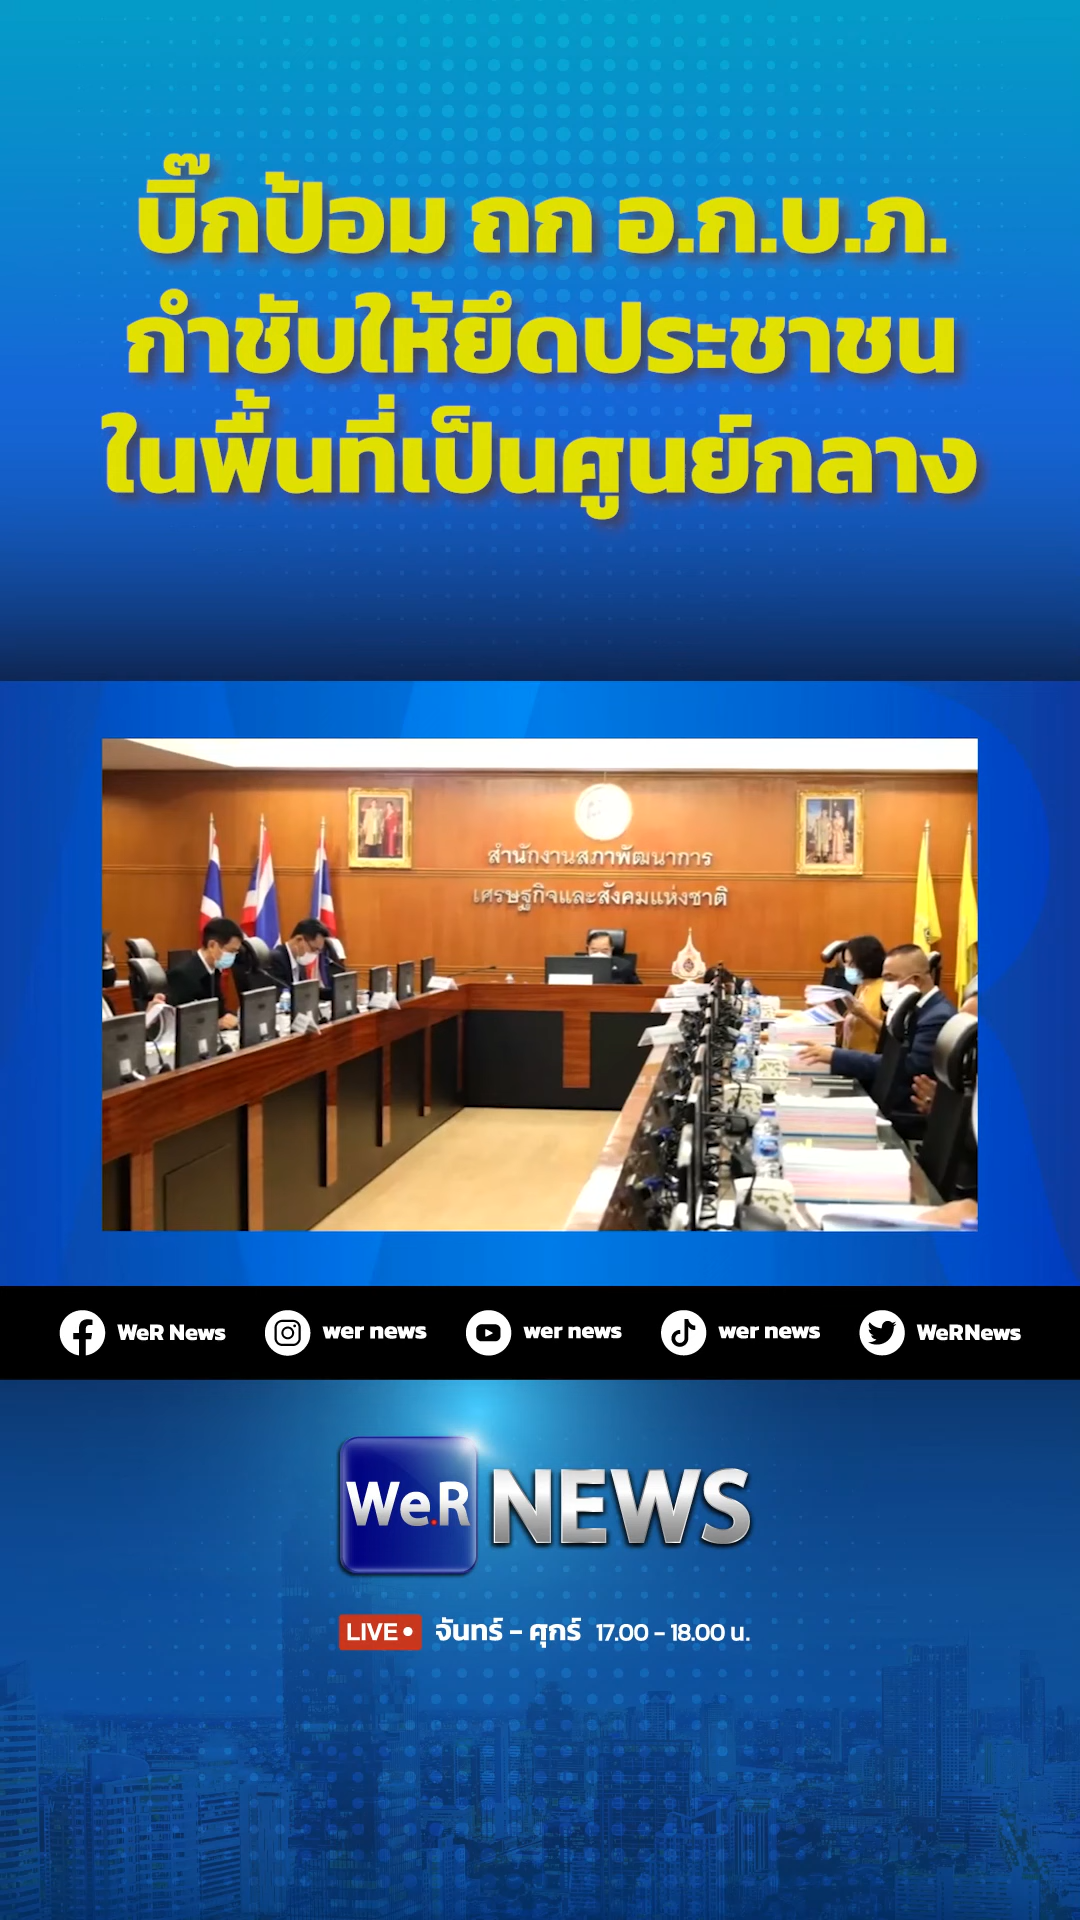 บิ๊กป้อม ถก อ.ก.บ.ภ.
กำชับให้ยึดประชาชน
ในพื้นที่เป็นศูนย์กลาง
สำนักงานสภาพัฒนาการ
เศรษฐกิจและสังคมแห่งชาติ
WeR News
wer news
wer news
wer news
WeRNews
We.R NEWS
LIVE• จันทร์ - ศุกร์ 17.00 - 18.00 น.